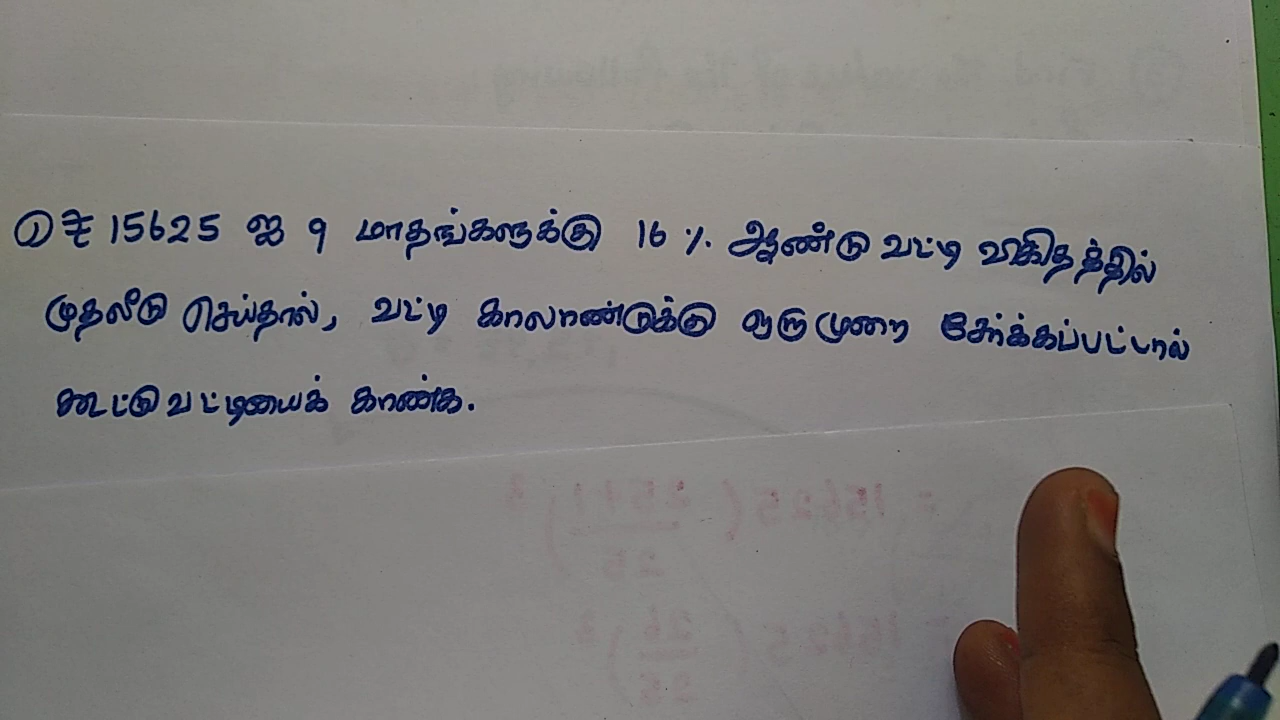 ① ₹ 15625 ஐ 9 மாதங்களுக்கு 16 % ஆண்டு வட்டி வீதத்தில்
முதலீடு செய்தால், வட்டி காலாண்டுக்கு ஒருமுறை சேர்க்கப்பட்டால்
கூட்டு வட்டியைக் காண்க.